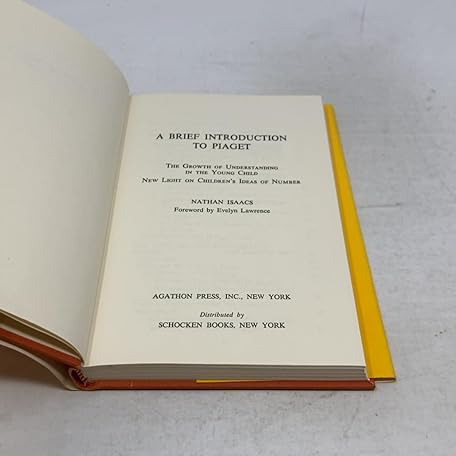 A BRIEF INTRODUCTION
TO PIAGET
THE GROWTH OF UNDERSTANDING
IN THE YOUNG CHILD
NEW LIGHT ON CHILDREN'S IDEAS OF NUMBER
NATHAN ISAACS
Foreword by Evelyn Lawrence
AGATHON PRESS, INC., NEW YORK
Distributed by
SCHOCKEN BOOKS, NEW YORK